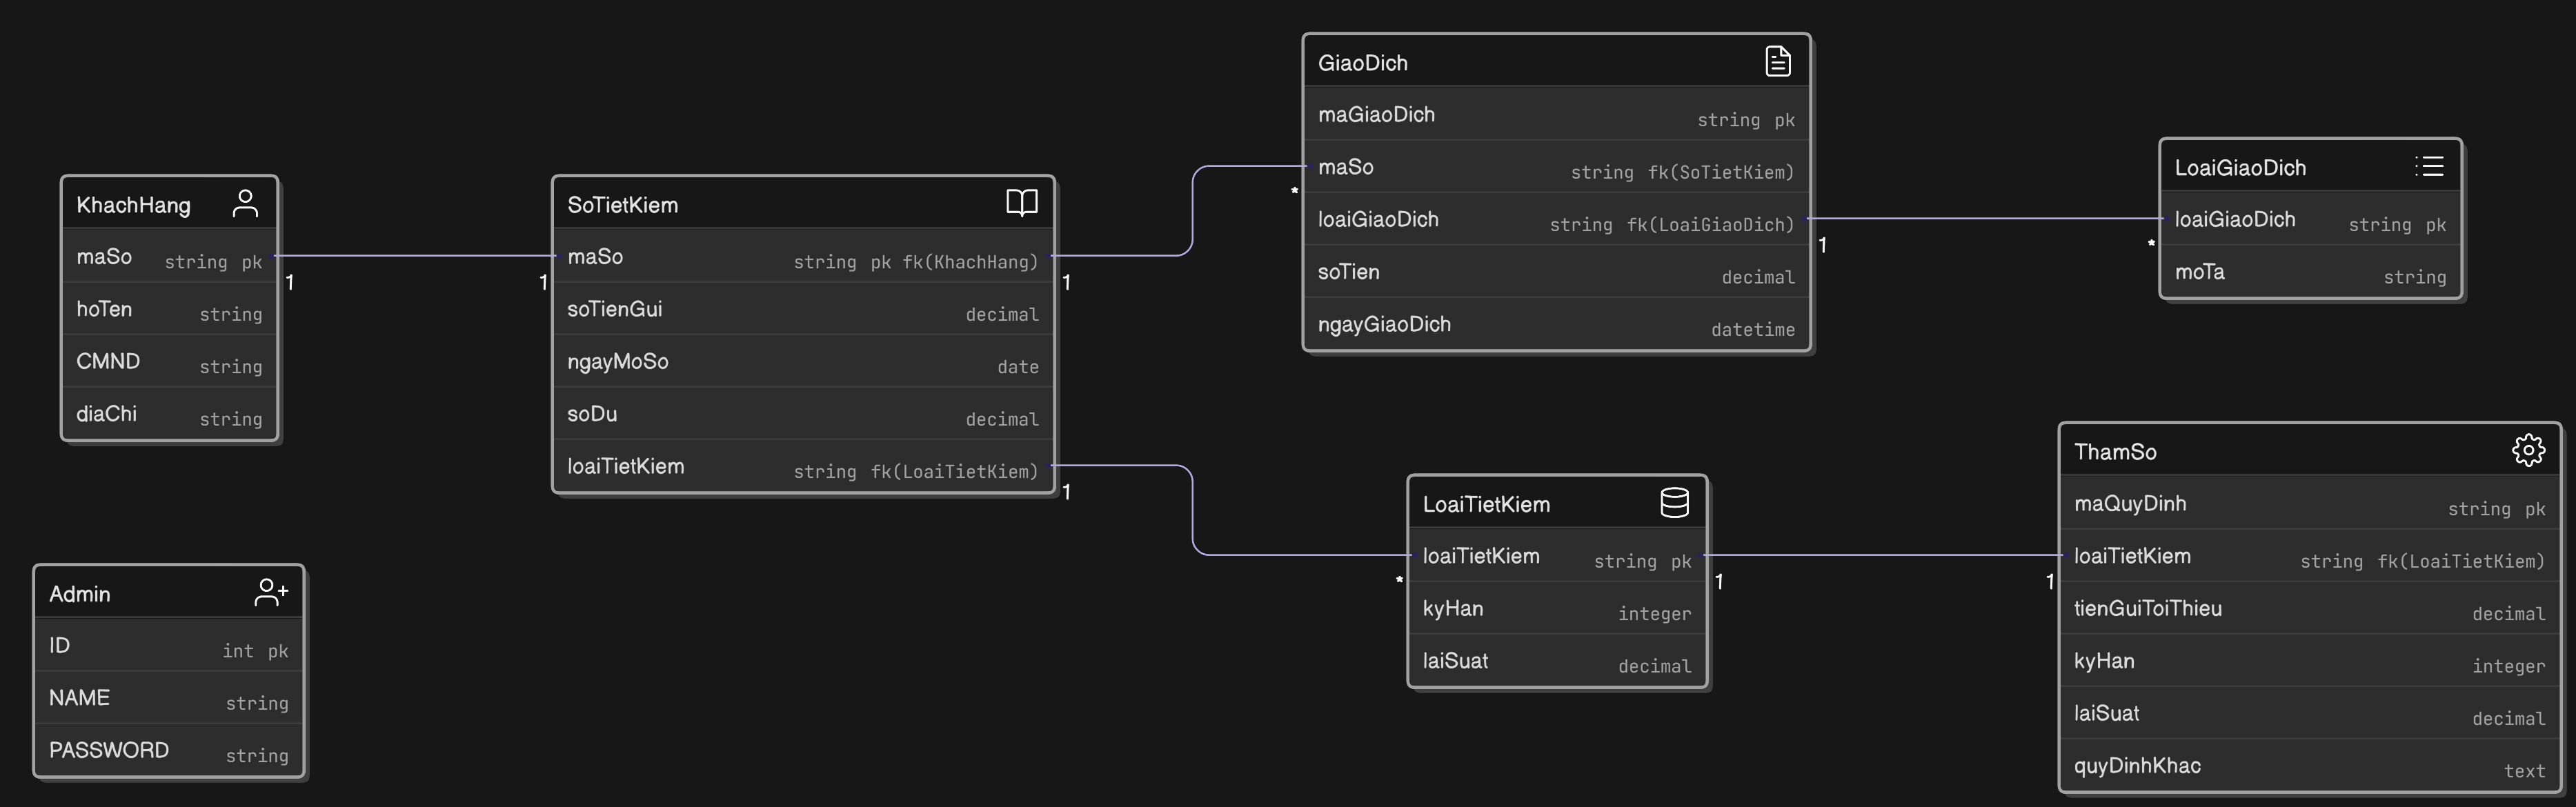 KhachHang
maSo string pk
hoTen string
CMND string
diaChi string
1
1
SoTietKiem
maSo string pk fk(KhachHang)
soTienGui decimal
ngayMoSo date
soDu decimal
loaiTietKiem string fk(LoaiTietKiem)
1
1
GiaoDich
maGiaoDich string pk
maSo string fk(SoTietKiem)
loaiGiaoDich string fk(LoaiGiaoDich)
soTien decimal
ngayGiaoDich datetime
*
1
LoaiGiaoDich
loaiGiaoDich string pk
moTa string
*
Admin
ID int pk
NAME string
PASSWORD string
LoaiTietKiem
loaiTietKiem string pk
kyHan integer
laiSuat decimal
*
1
ThamSo
maQuyDinh string pk
loaiTietKiem string fk(LoaiTietKiem)
tienGuiToiThieu decimal
kyHan integer
laiSuat decimal
quyDinhKhac text
1